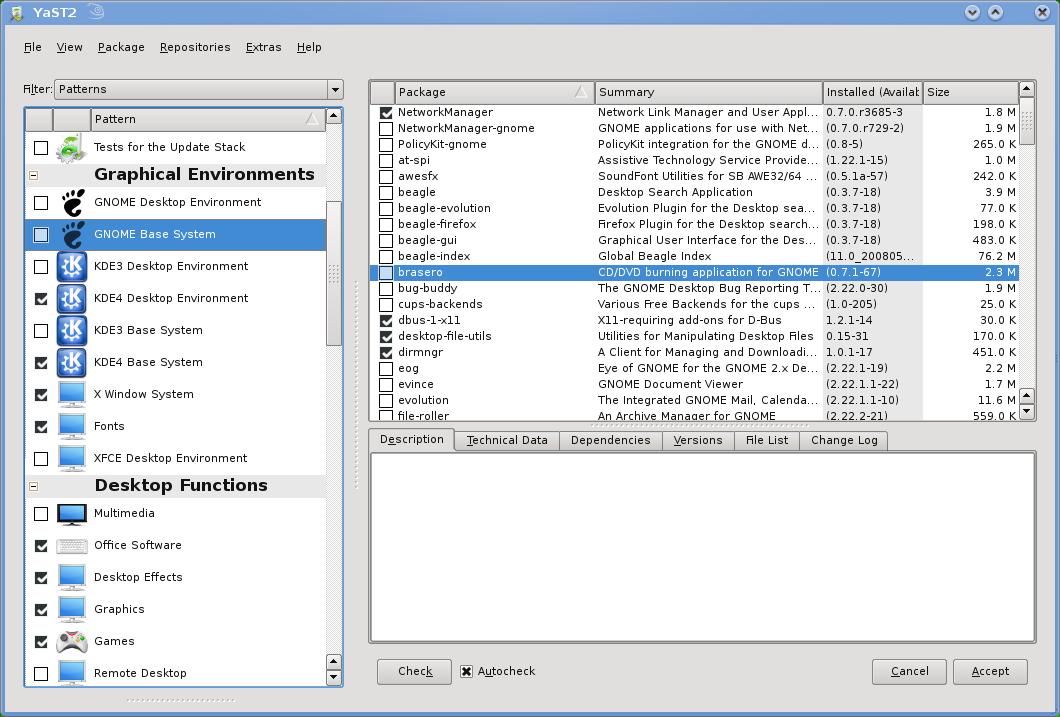 YaST2
File View Package Repositories Extras Help
Filter: Patterns
Pattern
Tests for the Update Stack
Graphical Environments
GNOME Desktop Environment
GNOME Base System
KDE3 Desktop Environment
KDE4 Desktop Environment
KDE3 Base System
KDE4 Base System
X Window System
Fonts
XFCE Desktop Environment
Desktop Functions
Multimedia
Office Software
Desktop Effects
Graphics
Games
Remote Desktop
Package Summary Installed (Availat Size
NetworkManager Network Link Manager and User Appl... 0.7.0.r3685-3 1.8 M
NetworkManager-gnome GNOME applications for use with Net... (0.7.0.r729-2) 1.9 M
PolicyKit-gnome PolicyKit integration for the GNOME d... (0.8-5) 265.0 K
at-spi Assistive Technology Service Provide... (1.22.1-15) 1.0 M
awesfx SoundFont Utilities for SB AWE32/64 ... (0.5.1a-57) 242.0 K
beagle Desktop Search Application (0.3.7-18) 3.9 M
beagle-evolution Evolution Plugin for the Desktop sea... (0.3.7-18) 77.0 K
beagle-firefox Firefox Plugin for the Desktop search... (0.3.7-18) 198.0 K
beagle-gui Graphical User Interface for the Des... (0.3.7-18) 483.0 K
beagle-index Global Beagle Index (11.0_200805... 76.2 M
brasero CD/DVD burning application for GNOME (0.7.1-67) 2.3 M
bug-buddy The GNOME Desktop Bug Reporting T... (2.22.0-30) 1.9 M
cups-backends Various Free Backends for the cups ... (1.0-205) 25.0 K
dbus-1-x11 X11-requiring add-ons for D-Bus 1.2.1-14 30.0 K
desktop-file-utils Utilities for Manipulating Desktop Files 0.15-31 170.0 K
dirmngr A Client for Managing and Downloadi... 1.0.1-17 451.0 K
eog Eye of GNOME for the GNOME 2.x De... (2.22.1-19) 2.2 M
evince GNOME Document Viewer (2.22.1.1-22) 1.7 M
evolution The Integrated GNOME Mail, Calenda... (2.22.1.1-10) 11.6 M
file-roller An Archive Manager for GNOME (2.22.2-21) 559.0 K
Description Technical Data Dependencies Versions File List Change Log
Check Autocheck Cancel Accept